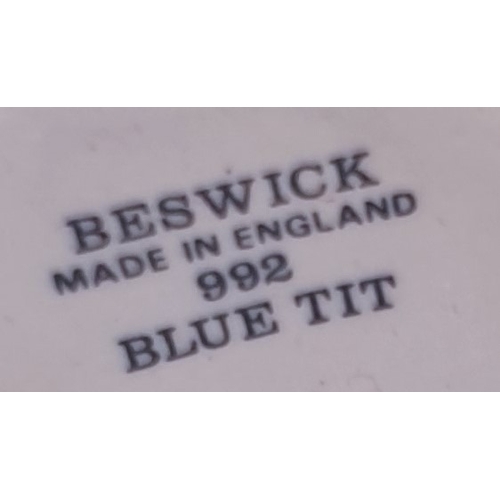 BESWICK
MADE IN ENGLAND
992
BLUE TIT